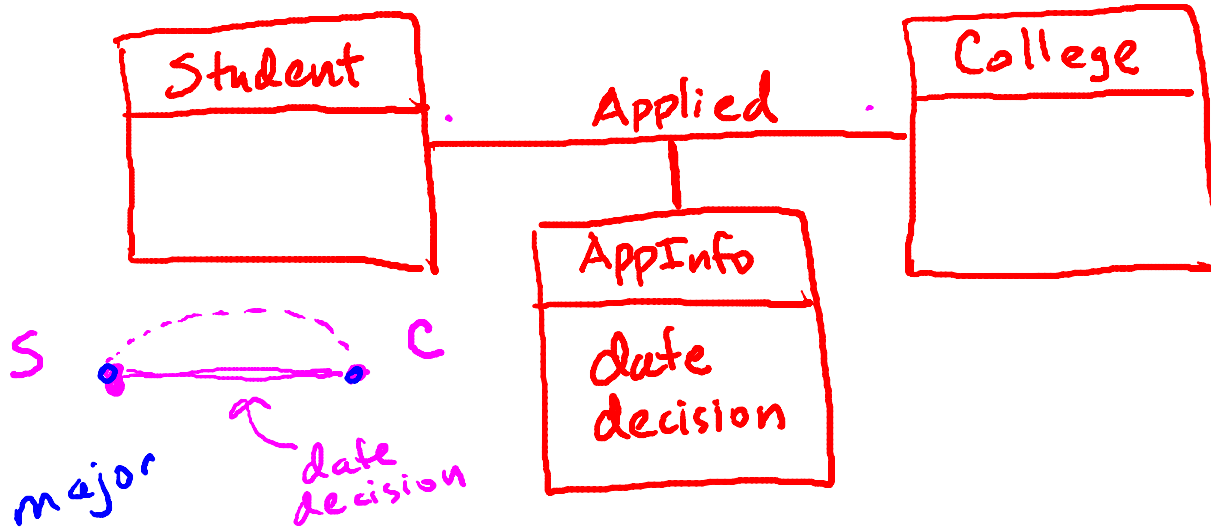 Student
Applied
College
AppInfo
date
decision
S
C
date
decision
major